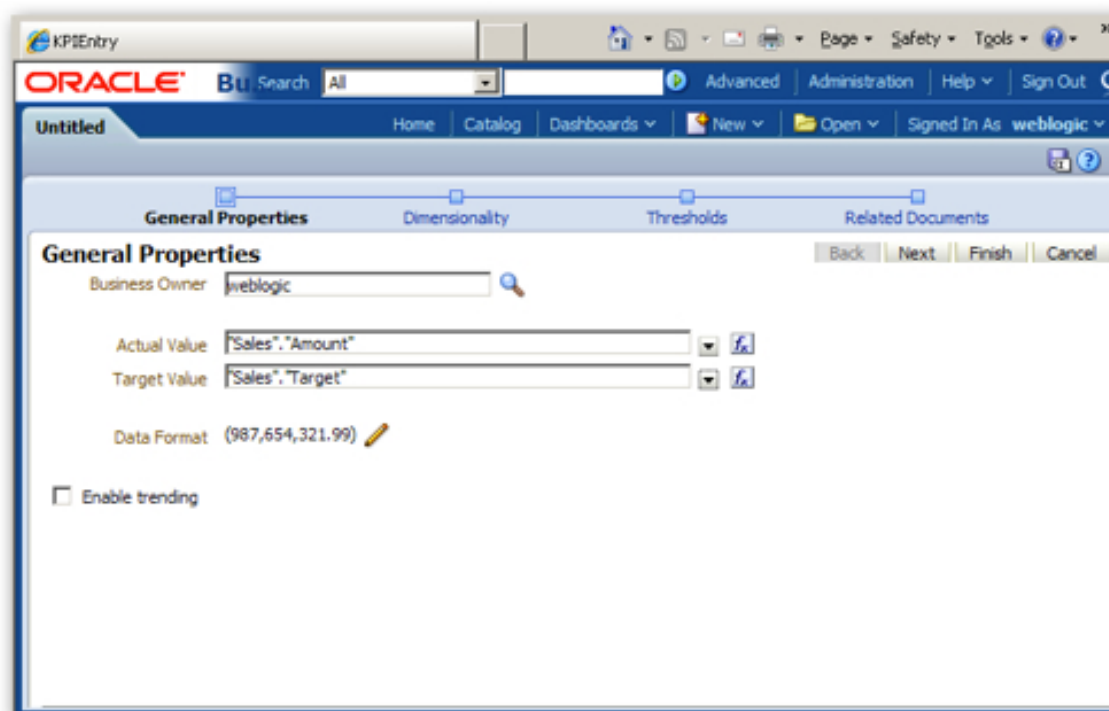 KPIEntry Page Safety Tools
ORACLE Bu Search All Advanced Administration Help Sign Out
Untitled Home Catalog Dashboards New Open Signed In As weblogic
General Properties Dimensionality Thresholds Related Documents
General Properties Back Next Finish Cancel
Business Owner weblogic
Actual Value "Sales"."Amount"
Target Value "Sales"."Target"
Data Format (987,654,321.99)
Enable trending